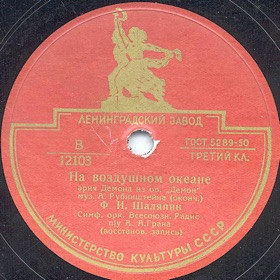 ЛЕНИНГРАДСКИЙ ЗАВОД
В
12103
ГОСТ 5289-50
ТРЕТИЙ КЛ.
На воздушном океане
ария Демона из оп. „Демон"
муз. А. Рубинштейна (оконч.)
Ф. И. Шаляпин
Симф. орк. Всесоюзн. Радио
п/у А. А. Грана
(восстанов. запись)
МИНИСТЕРСТВО КУЛЬТУРЫ СССР